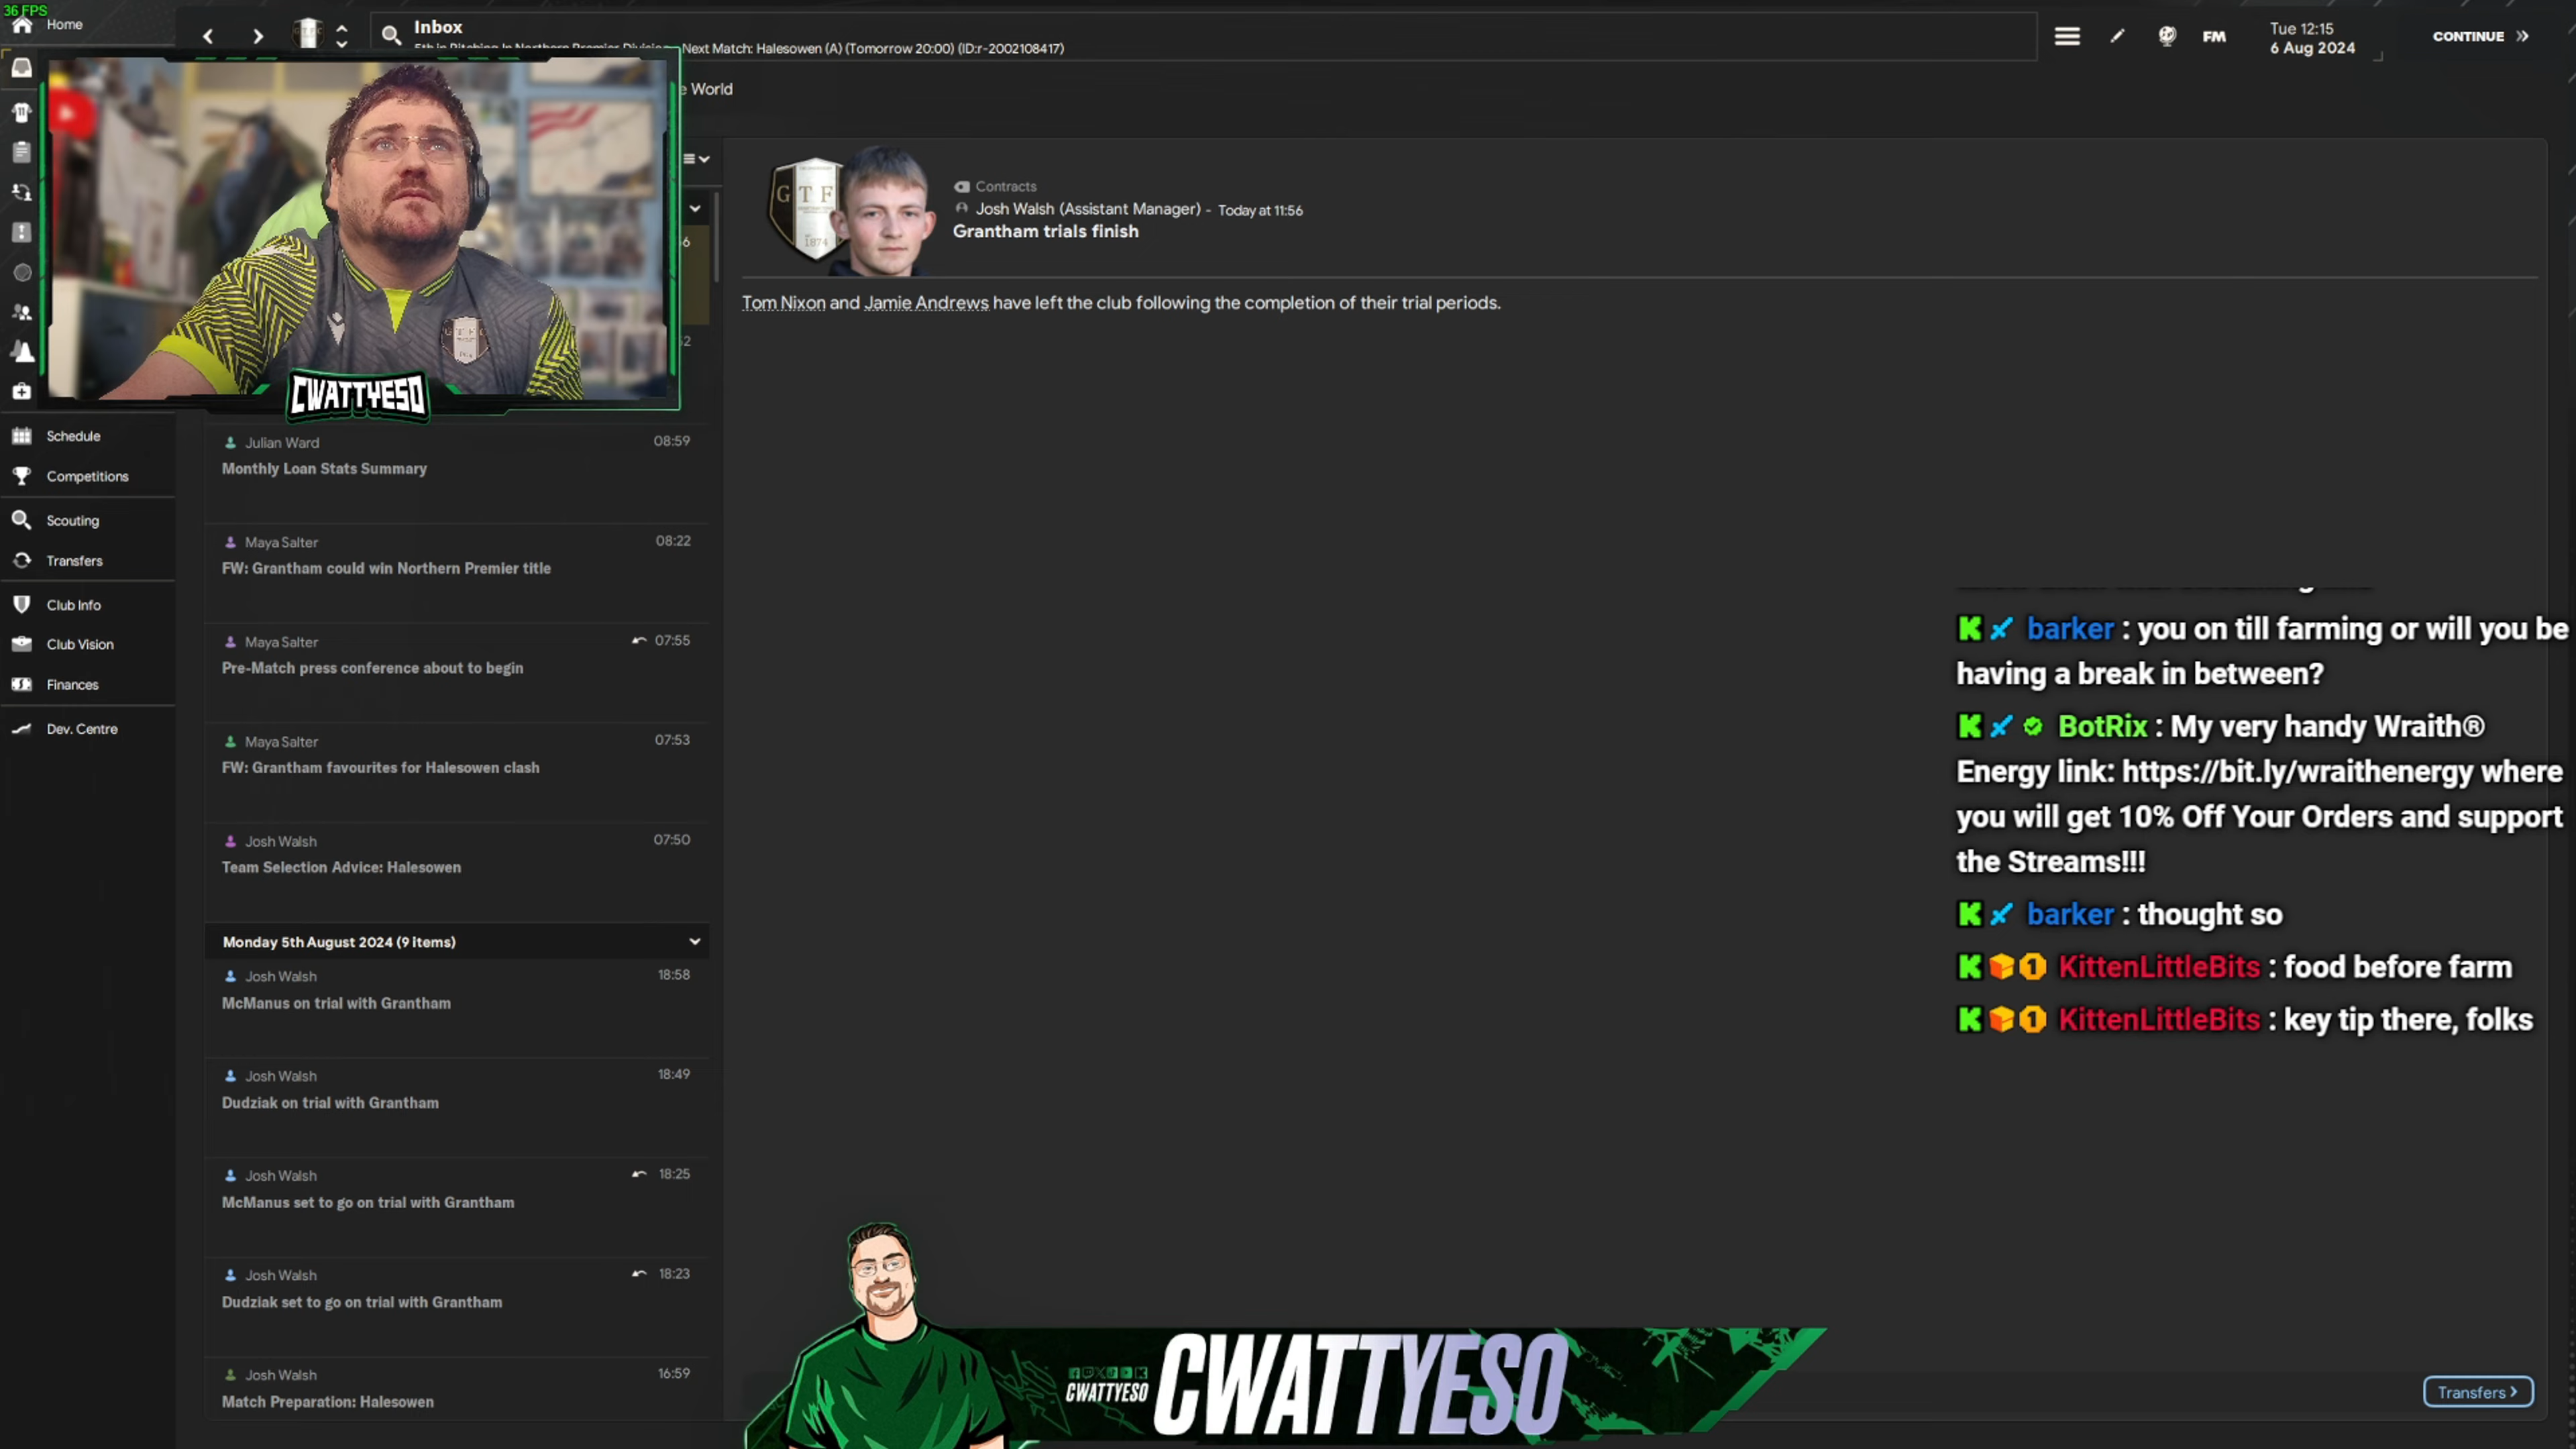 36 FPS
Home
Inbox
5th in Pitching In Northern Premier Division
Next Match: Halesowen (A) (Tomorrow 20:00) (ID:r-2002108417)
FM
Tue 12:15
6 Aug 2024
CONTINUE
World
Contracts
Josh Walsh (Assistant Manager) - Today at 11:56
Grantham trials finish
GTF
1874
Tom Nixon and Jamie Andrews have left the club following the completion of their trial periods.
CWATTYESO
Schedule
Competitions
Scouting
Transfers
Club Info
Club Vision
Finances
Dev. Centre
Julian Ward 08:59
Monthly Loan Stats Summary
Maya Salter 08:22
FW: Grantham could win Northern Premier title
Maya Salter 07:55
Pre-Match press conference about to begin
Maya Salter 07:53
FW: Grantham favourites for Halesowen clash
Josh Walsh 07:50
Team Selection Advice: Halesowen
Monday 5th August 2024 (9 items)
Josh Walsh 18:58
McManus on trial with Grantham
Josh Walsh 18:49
Dudziak on trial with Grantham
Josh Walsh 18:25
McManus set to go on trial with Grantham
Josh Walsh 18:23
Dudziak set to go on trial with Grantham
Josh Walsh 16:59
Match Preparation: Halesowen
barker : you on till farming or will you be
having a break in between?
BotRix : My very handy Wraith®
Energy link: https://bit.ly/wraithenergy where
you will get 10% Off Your Orders and support
the Streams!!!
barker : thought so
KittenLittleBits : food before farm
KittenLittleBits : key tip there, folks
CWATTYESO
CWATTYESO
Transfers